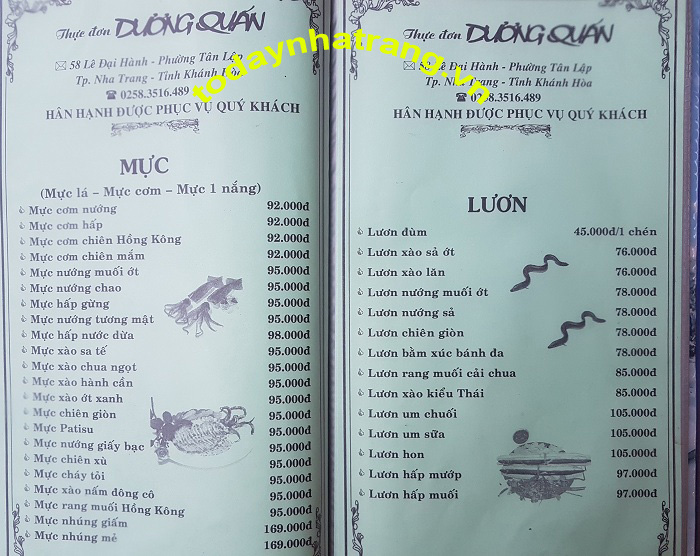 Thực đơn DƯỜNG QUÁN
58 Lê Đại Hành - Phường Tân Lập
Tp. Nha Trang - Tỉnh Khánh Hòa
0258.3516.489
HÂN HẠNH ĐƯỢC PHỤC VỤ QUÝ KHÁCH
MỰC
(Mực lá – Mực cơm – Mực 1 nắng)
Mực cơm nướng 92.000đ
Mực cơm hấp 92.000đ
Mực cơm chiên Hồng Kông 92.000đ
Mực cơm chiên mắm 92.000đ
Mực nướng muối ớt 95.000đ
Mực nướng chao 95.000đ
Mực hấp gừng 95.000đ
Mực nướng tương mật 95.000đ
Mực hấp nước dừa 98.000đ
Mực xào sa tế 95.000đ
Mực xào chua ngọt 95.000đ
Mực xào hành cần 95.000đ
Mực xào ớt xanh 95.000đ
Mực chiên giòn 95.000đ
Mực Patisu 95.000đ
Mực nướng giấy bạc 95.000đ
Mực chiên xù 95.000đ
Mực cháy tỏi 95.000đ
Mực xào nấm đông cô 95.000đ
Mực rang muối Hồng Kông 95.000đ
Mực nhúng giấm 169.000đ
Mực nhúng mẻ 169.000đ
Thực đơn DƯỜNG QUÁN
58 Lê Đại Hành - Phường Tân Lập
Tp. Nha Trang - Tỉnh Khánh Hòa
0258.3516.489
HÂN HẠNH ĐƯỢC PHỤC VỤ QUÝ KHÁCH
LƯƠN
Lươn đùm 45.000đ/1 chén
Lươn xào sả ớt 76.000đ
Lươn xào lăn 76.000đ
Lươn nướng muối ớt 78.000đ
Lươn nướng sả 78.000đ
Lươn chiên giòn 78.000đ
Lươn bằm xúc bánh đa 78.000đ
Lươn rang muối cải chua 85.000đ
Lươn xào kiểu Thái 85.000đ
Lươn um chuối 105.000đ
Lươn um sữa 105.000đ
Lươn hon 105.000đ
Lươn hấp mướp 97.000đ
Lươn hấp muối 97.000đ
todaynhatrang.vn